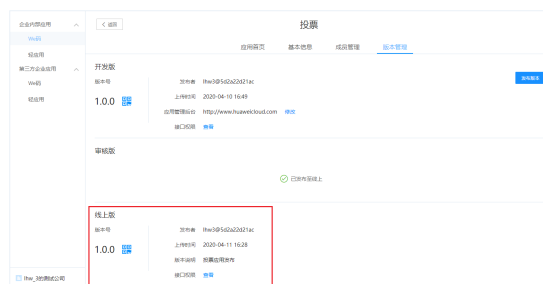 企业内部应用
We码
轻应用
第三方企业应用
We码
轻应用
lhw_3的测试公司
< 返回
投票
应用首页 基本信息 成员管理 版本管理
开发版
发布版本
版本号
1.0.0
发布者 lhw3@5d2a22d21ac
上传时间 2020-04-10 16:49
应用管理后台 http://www.huaweicloud.com 修改
接口权限 查看
审核版
已发布至线上
线上版
版本号
1.0.0
发布者 lhw3@5d2a22d21ac
上传时间 2020-04-11 16:28
版本说明 投票应用发布
接口权限 查看